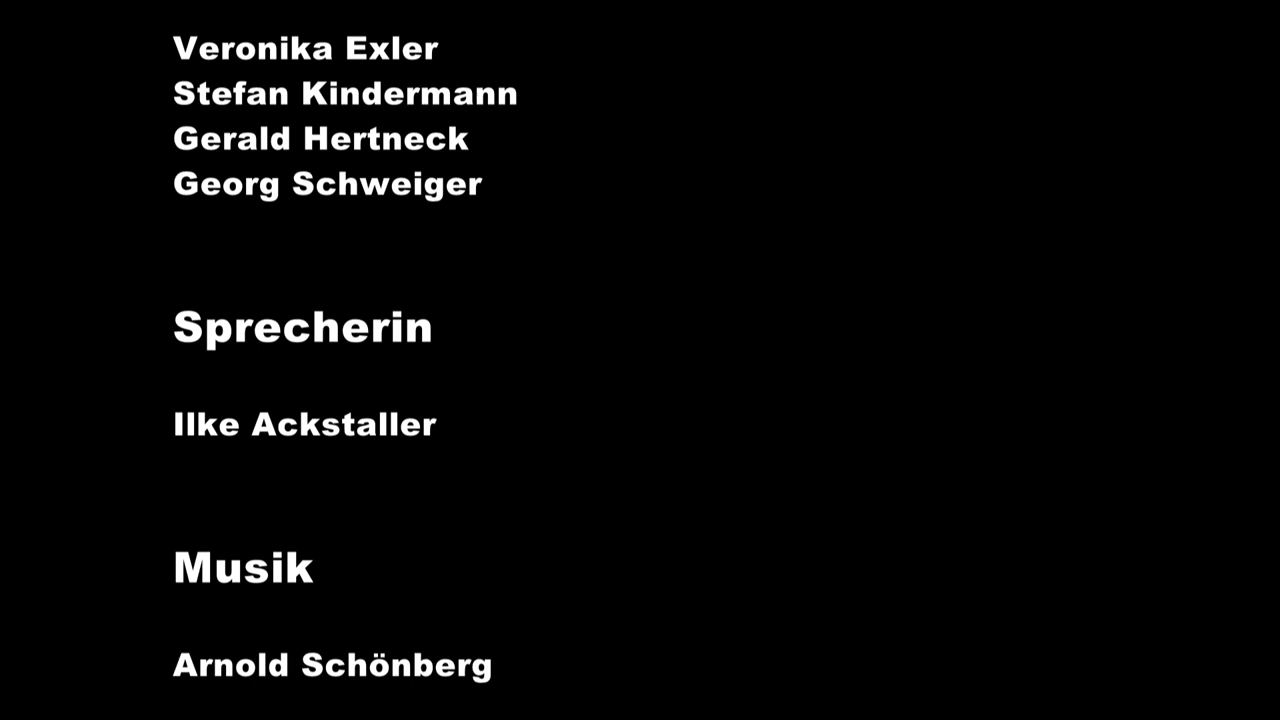 Veronika Exler
Stefan Kindermann
Gerald Hertneck
Georg Schweiger
Sprecherin
Ilke Ackstaller
Musik
Arnold Schönberg